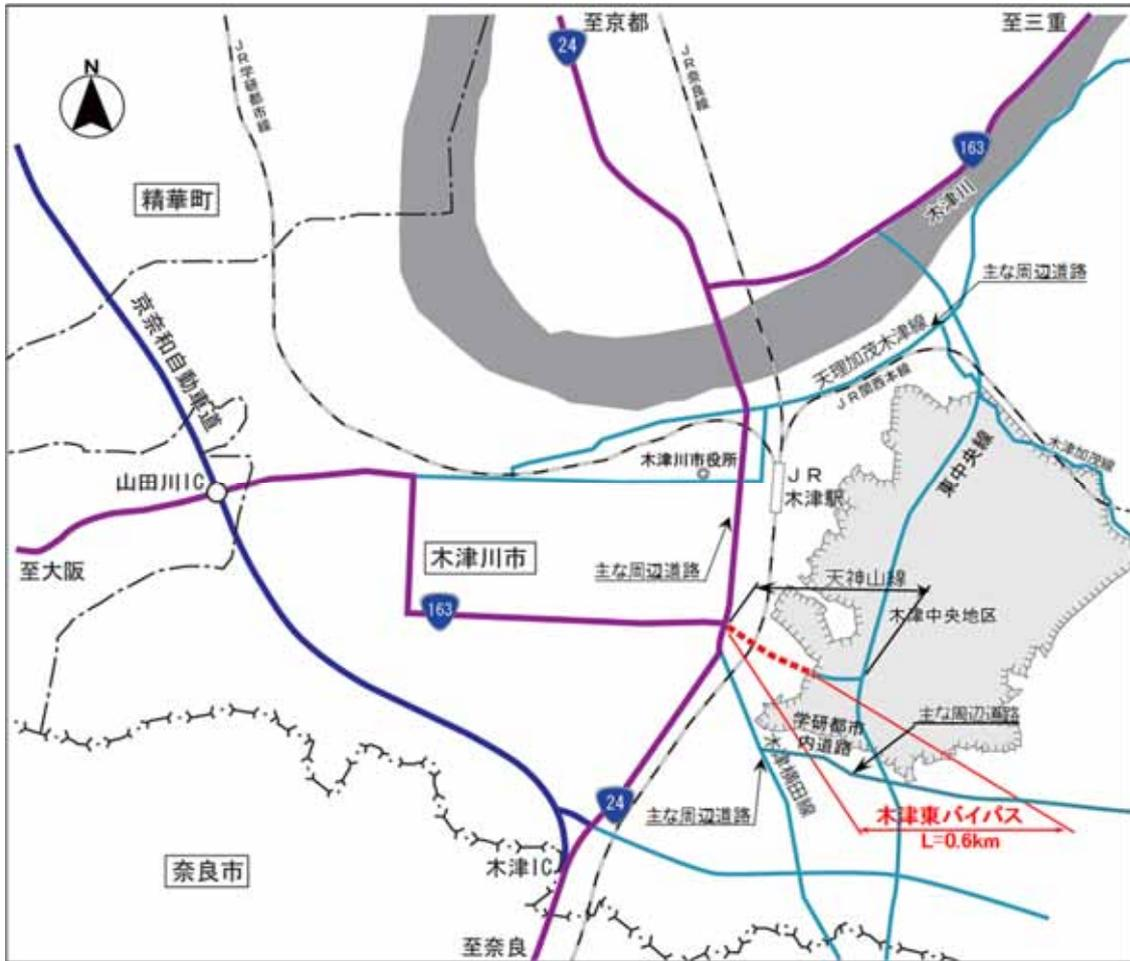 至京都
至三重
24
JR学研都市線
JR奈良線
N
163
木津川
精華町
主な周辺道路
京奈和自動車道
天理加茂木津線
JR関西本線
木津川市役所
木津加茂線
東中央線
山田川IC
JR
木津駅
至大阪
木津川市
主な周辺道路
天神山線
163
木津中央地区
学研都市
内道路
主な周辺道路
木津横田線
24
主な周辺道路
木津東バイパス
L=0.6km
木津IC
奈良市
至奈良